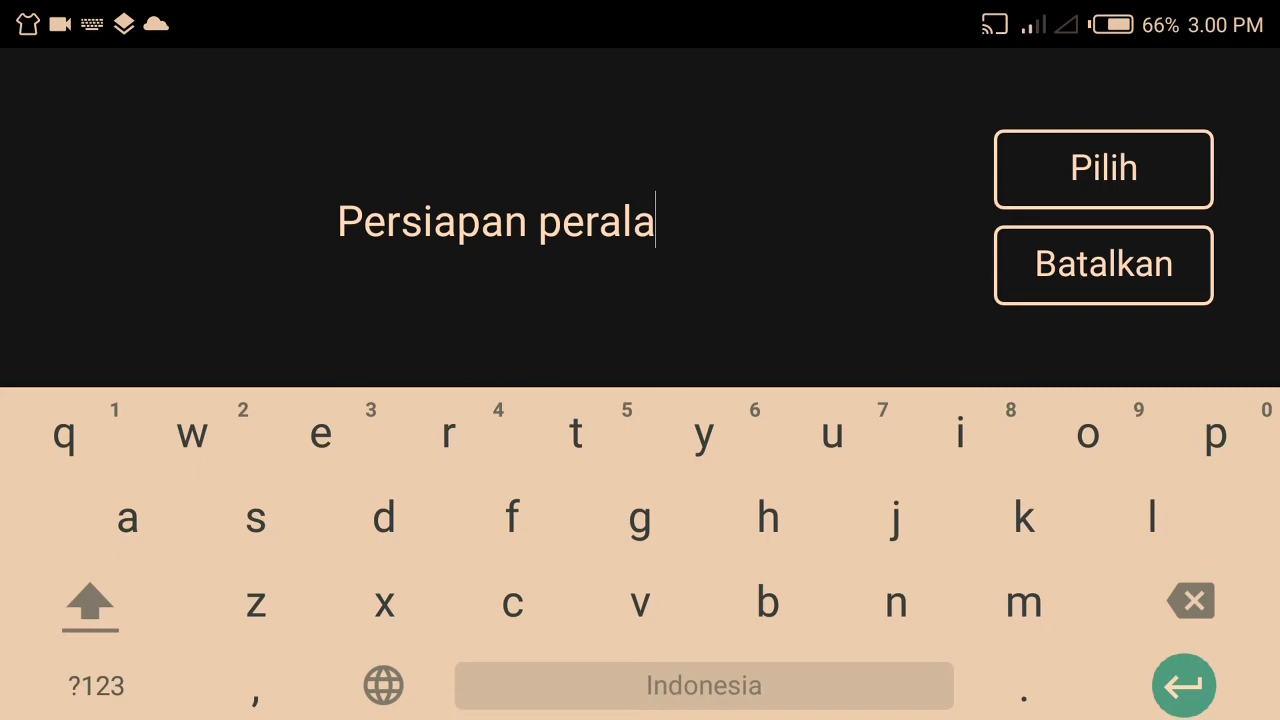 66% 3.00 PM
Pilih
Persiapan perala
Batalkan
1 2 3 4 5 6 7 8 9 0
q w e r t y u i o p
a s d f g h j k l
z x c v b n m
?123 , Indonesia .